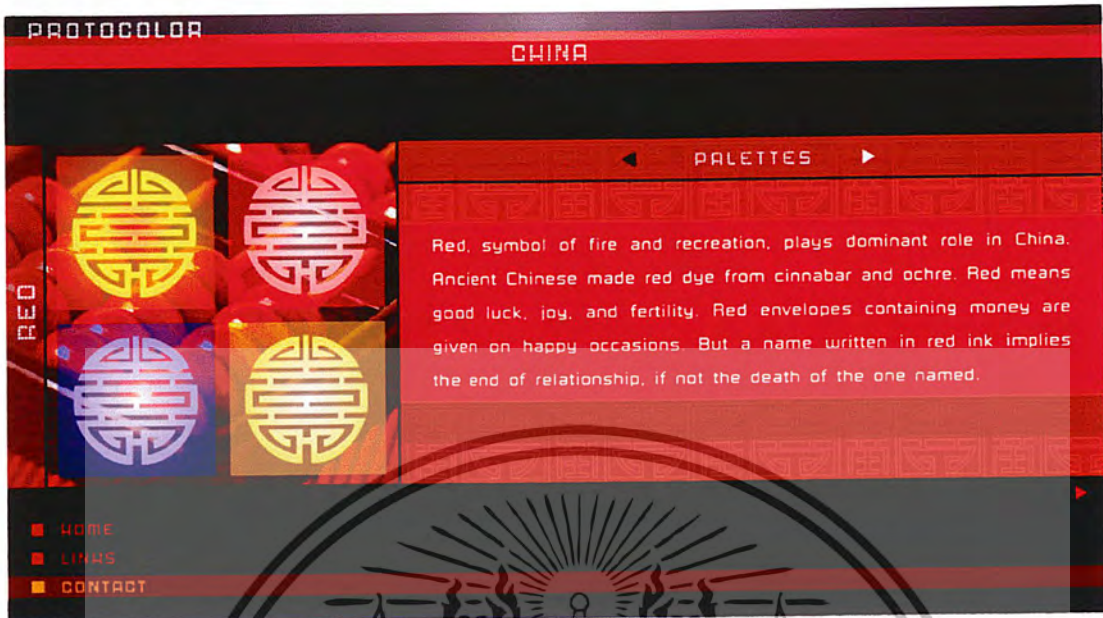 PROTOCOLOR
CHINA
PALETTES
RED
Red, symbol of fire and recreation, plays dominant role in China.
Ancient Chinese made red dye from cinnabar and ochre. Red means
good luck, joy, and fertility. Red envelopes containing money are
given on happy occasions. But a name written in red ink implies
the end of relationship, if not the death of the one named.
HOME
LINKS
CONTACT